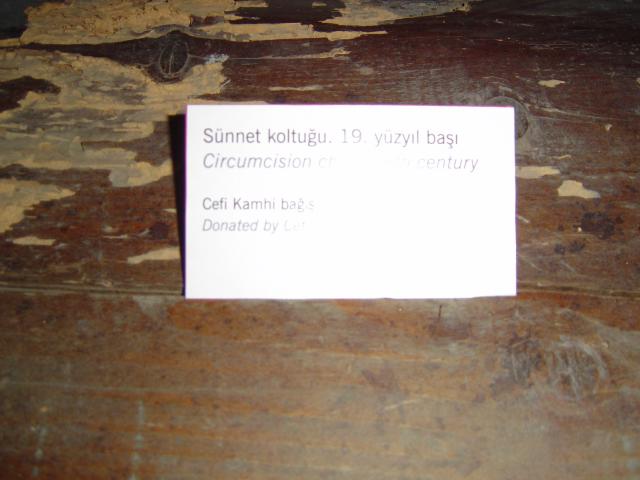 Sünnet koltuğu. 19. yüzyıl başı
Circumcision century
Cefi Kamhi
Donated by